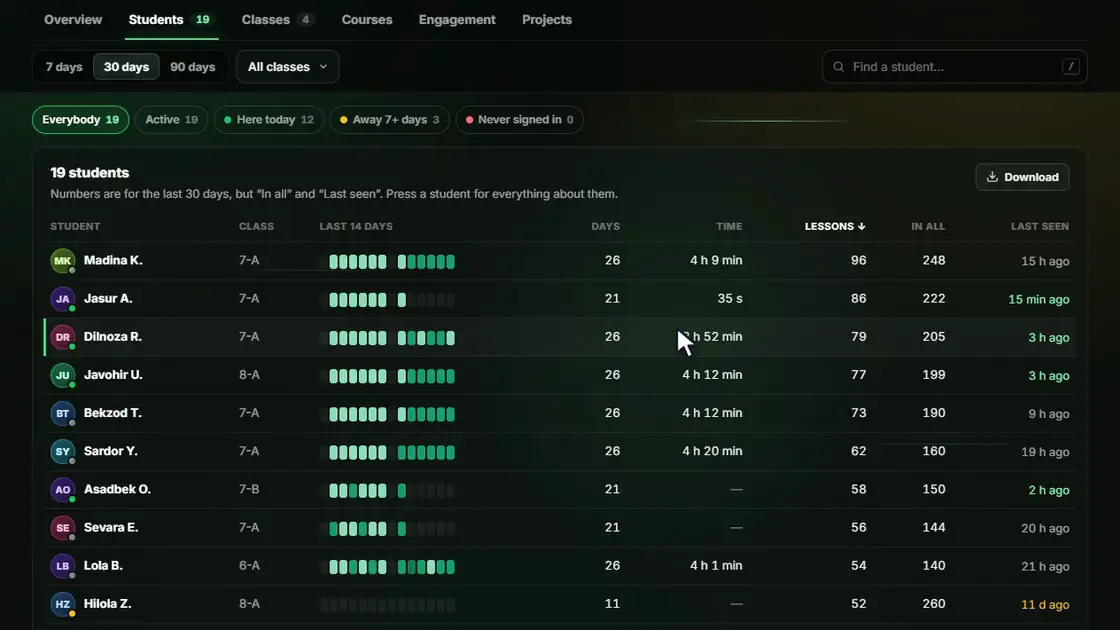 Overview Students 19 Classes 4 Courses Engagement Projects
7 days 30 days 90 days All classes Find a student... /
Everybody 19 Active 19 Here today 12 Away 7+ days 3 Never signed in 0
19 students
Download
Numbers are for the last 30 days, but “In all” and “Last seen”. Press a student for everything about them.
STUDENT CLASS LAST 14 DAYS DAYS TIME LESSONS ↓ IN ALL LAST SEEN
MK Madina K. 7-A 26 4 h 9 min 96 248 15 h ago
JA Jasur A. 7-A 21 35 s 86 222 15 min ago
DR Dilnoza R. 7-A 26 h 52 min 79 205 3 h ago
JU Javohir U. 8-A 26 4 h 12 min 77 199 3 h ago
BT Bekzod T. 7-A 26 4 h 12 min 73 190 9 h ago
SY Sardor Y. 7-A 26 4 h 20 min 62 160 19 h ago
AO Asadbek O. 7-B 21 — 58 150 2 h ago
SE Sevara E. 7-A 21 — 56 144 20 h ago
LB Lola B. 6-A 26 4 h 1 min 54 140 21 h ago
HZ Hilola Z. 8-A 11 — 52 260 11 d ago